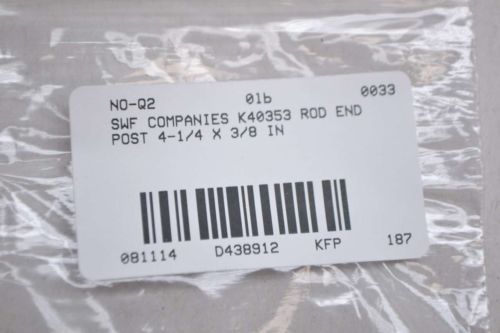 NO-Q2 01b 0033
SWF COMPANIES K40353 ROD END
POST 4-1/4 X 3/8 IN
081114 D438912 KFP 187